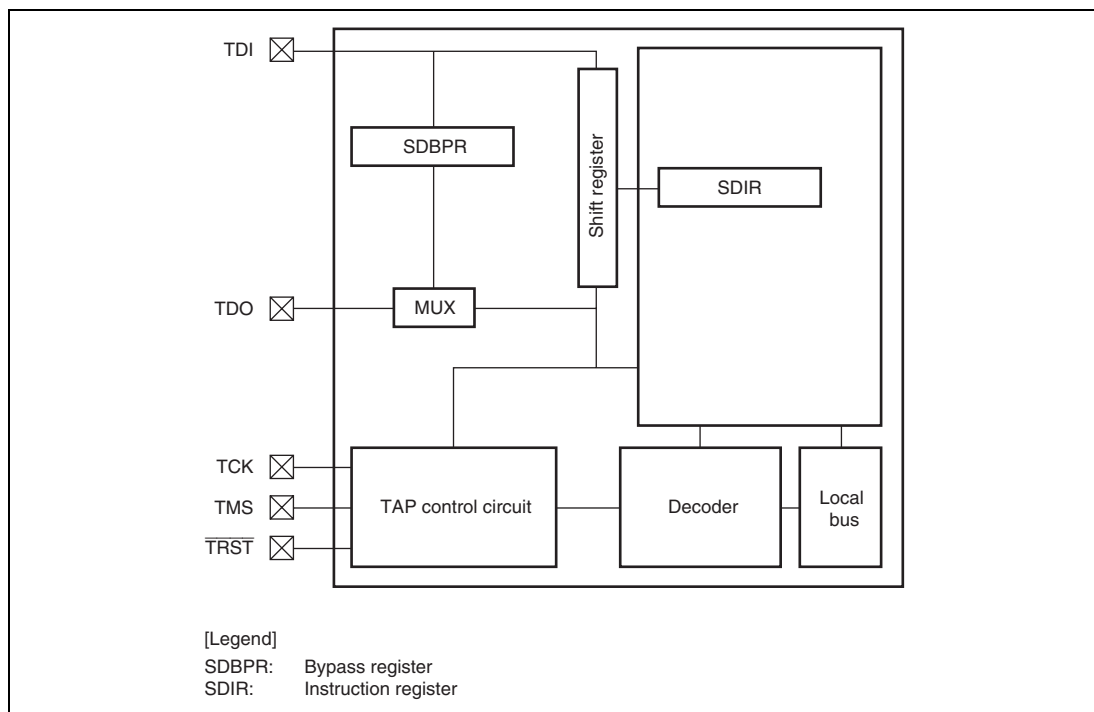 TDI
SDBPR
Shift register
SDIR
TDO
MUX
TCK
TMS
TRST
TAP control circuit
Decoder
Local
bus
[Legend]
SDBPR: Bypass register
SDIR: Instruction register